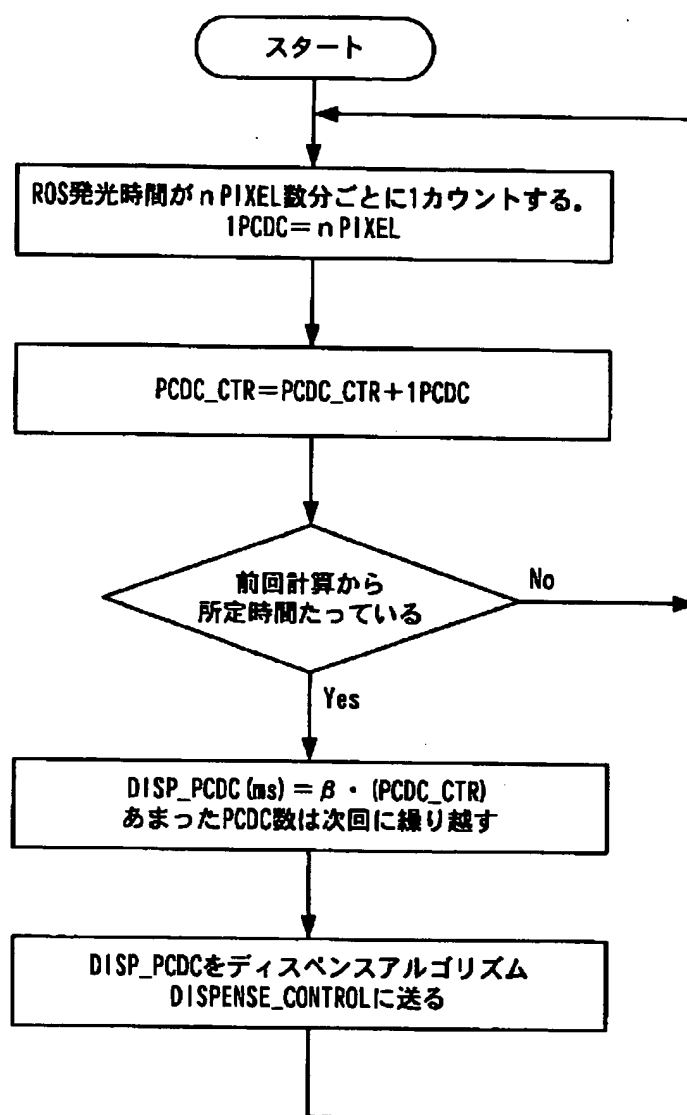 スタート
ROS発光時間がn PIXEL数分ごとに1カウントする。
1PCDC=n PIXEL
PCDC_CTR=PCDC_CTR+1PCDC
前回計算から
所定時間たっている
No
Yes
DISP_PCDC(ms)=β・(PCDC_CTR)
あまったPCDC数は次回に繰り越す
DISP_PCDCをディスペンスアルゴリズム
DISPENSE_CONTROLに送る